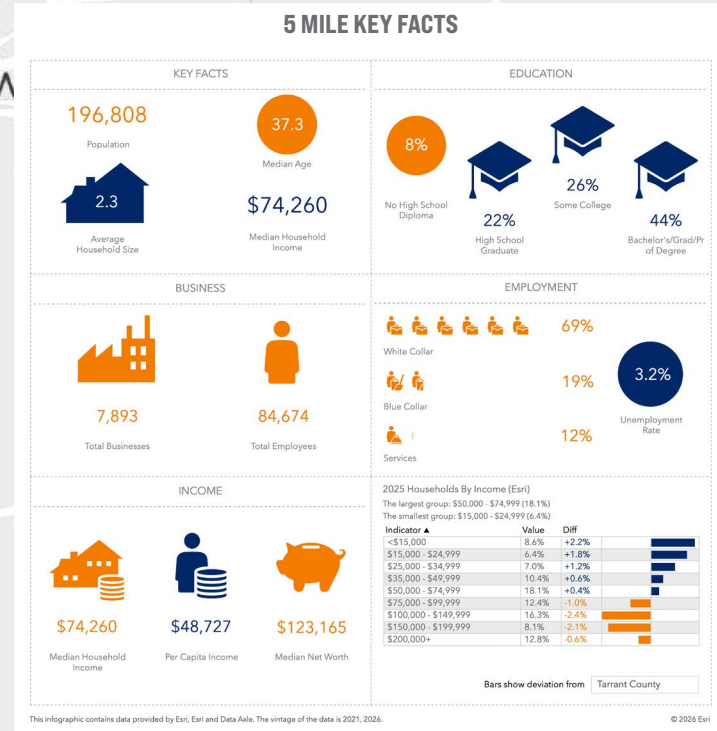 5 MILE KEY FACTS
KEY FACTS
196,808
Population
37.3
Median Age
2.3
Average
Household Size
$74,260
Median Household
Income
EDUCATION
8%
No High School
Diploma
22%
High School
Graduate
26%
Some College
44%
Bachelor's/Grad/Pr
of Degree
BUSINESS
7,893
Total Businesses
84,674
Total Employees
EMPLOYMENT
69%
White Collar
19%
Blue Collar
12%
Services
3.2%
Unemployment
Rate
INCOME
$74,260
Median Household
Income
$48,727
Per Capita Income
$123,165
Median Net Worth
2025 Households By Income (Esri)
The largest group: $50,000 - $74,999 (18.1%)
The smallest group: $15,000 - $24,999 (6.4%)
Indicator ▲ Value Diff
<$15,000 8.6% +2.2%
$15,000 - $24,999 6.4% +1.8%
$25,000 - $34,999 7.0% +1.2%
$35,000 - $49,999 10.4% +0.6%
$50,000 - $74,999 18.1% +0.4%
$75,000 - $99,999 12.4% -1.0%
$100,000 - $149,999 16.3% -2.4%
$150,000 - $199,999 8.1% -2.1%
$200,000+ 12.8% -0.6%
Bars show deviation from Tarrant County
This infographic contains data provided by Esri, Esri and Data Axle. The vintage of the data is 2021, 2026.
© 2026 Esri